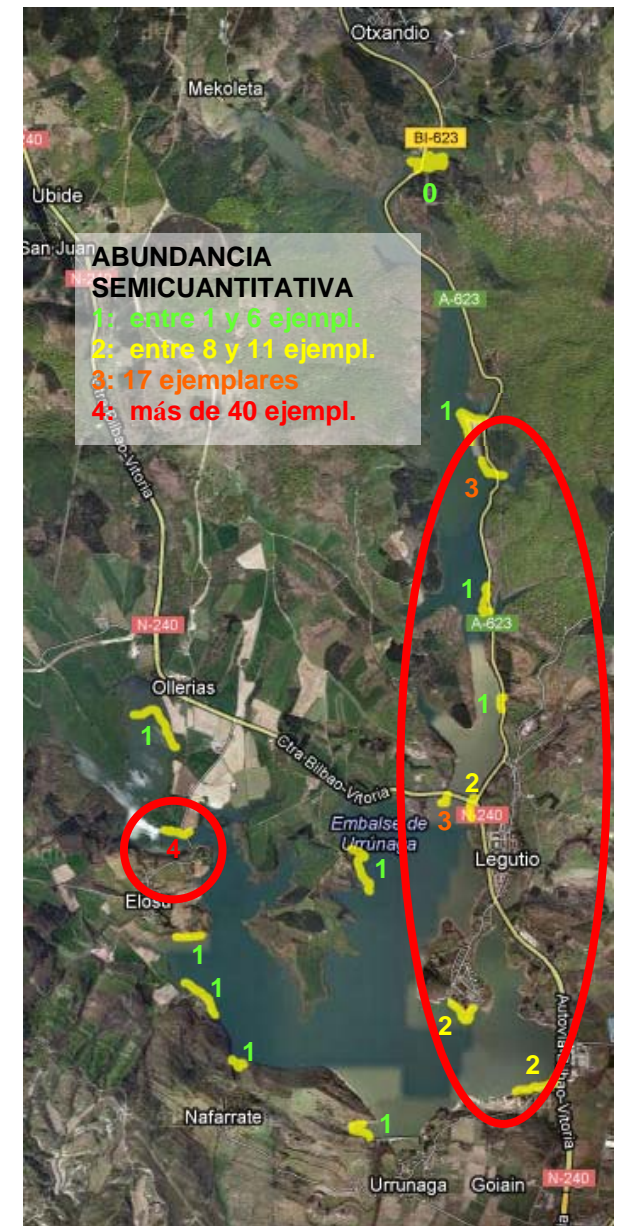 Otxandio
Mekoleta
240
BI-623
0
Ubide
San Juan
ABUNDANCIA
SEMICUANTITATIVA
1: entre 1 y 6 ejempl.
2: entre 8 y 11 ejempl.
3: 17 ejemplares
4: más de 40 ejempl.
N-240
A-623
Ctra-Bilbao-Vitoria
1
3
1
A-623
N-240
Ollerias
1
1
Ctra-Bilbao-Vitoria
2
N-240
3
Embalse de
Urrúnaga
4
Legutio
1
Elosu
1
1
2
Autovía-Bilbao-Vitoria
1
2
Nafarrate
1
Urrunaga
Goiain
N-240